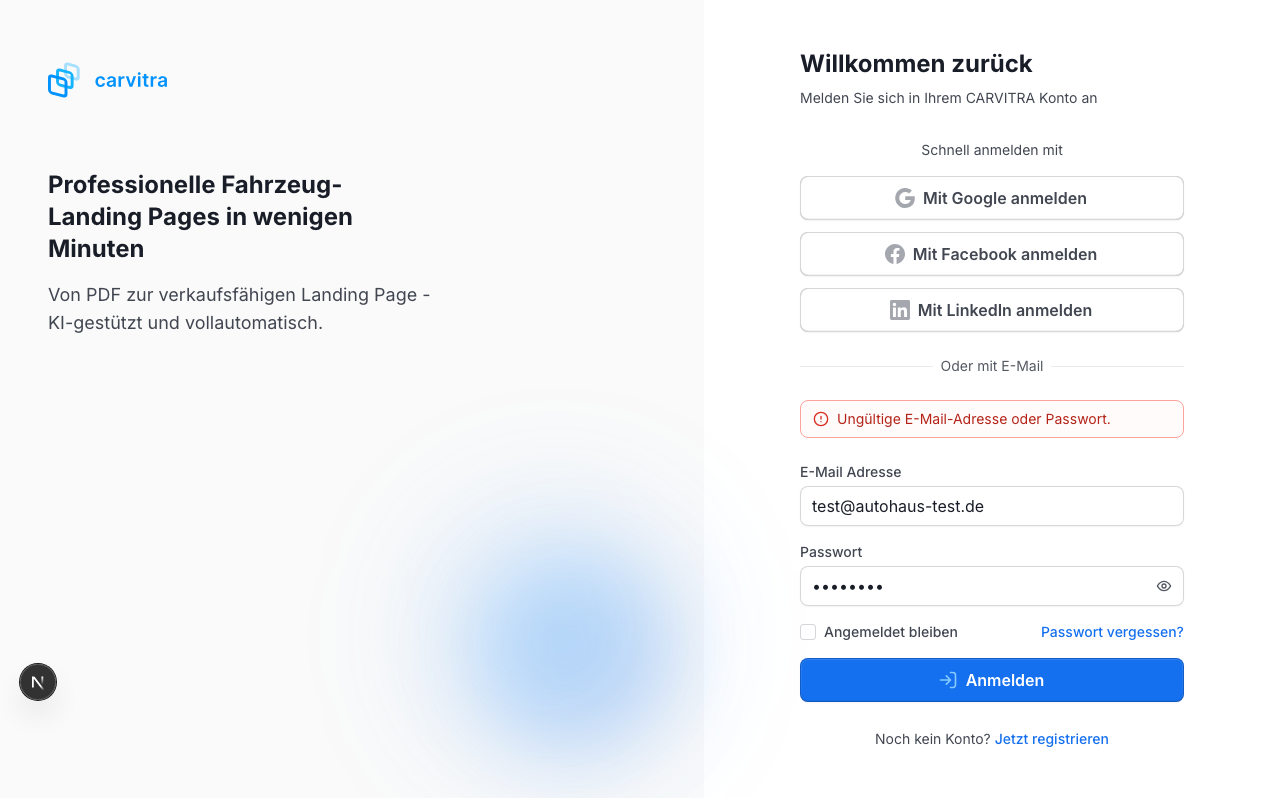 carvitra
Professionelle Fahrzeug-
Landing Pages in wenigen
Minuten
Von PDF zur verkaufsfähigen Landing Page -
KI-gestützt und vollautomatisch.
N
Willkommen zurück
Melden Sie sich in Ihrem CARVITRA Konto an
Schnell anmelden mit
Mit Google anmelden
Mit Facebook anmelden
Mit LinkedIn anmelden
Oder mit E-Mail
Ungültige E-Mail-Adresse oder Passwort.
E-Mail Adresse
test@autohaus-test.de
Passwort
••••••••
Angemeldet bleiben
Passwort vergessen?
Anmelden
Noch kein Konto? Jetzt registrieren